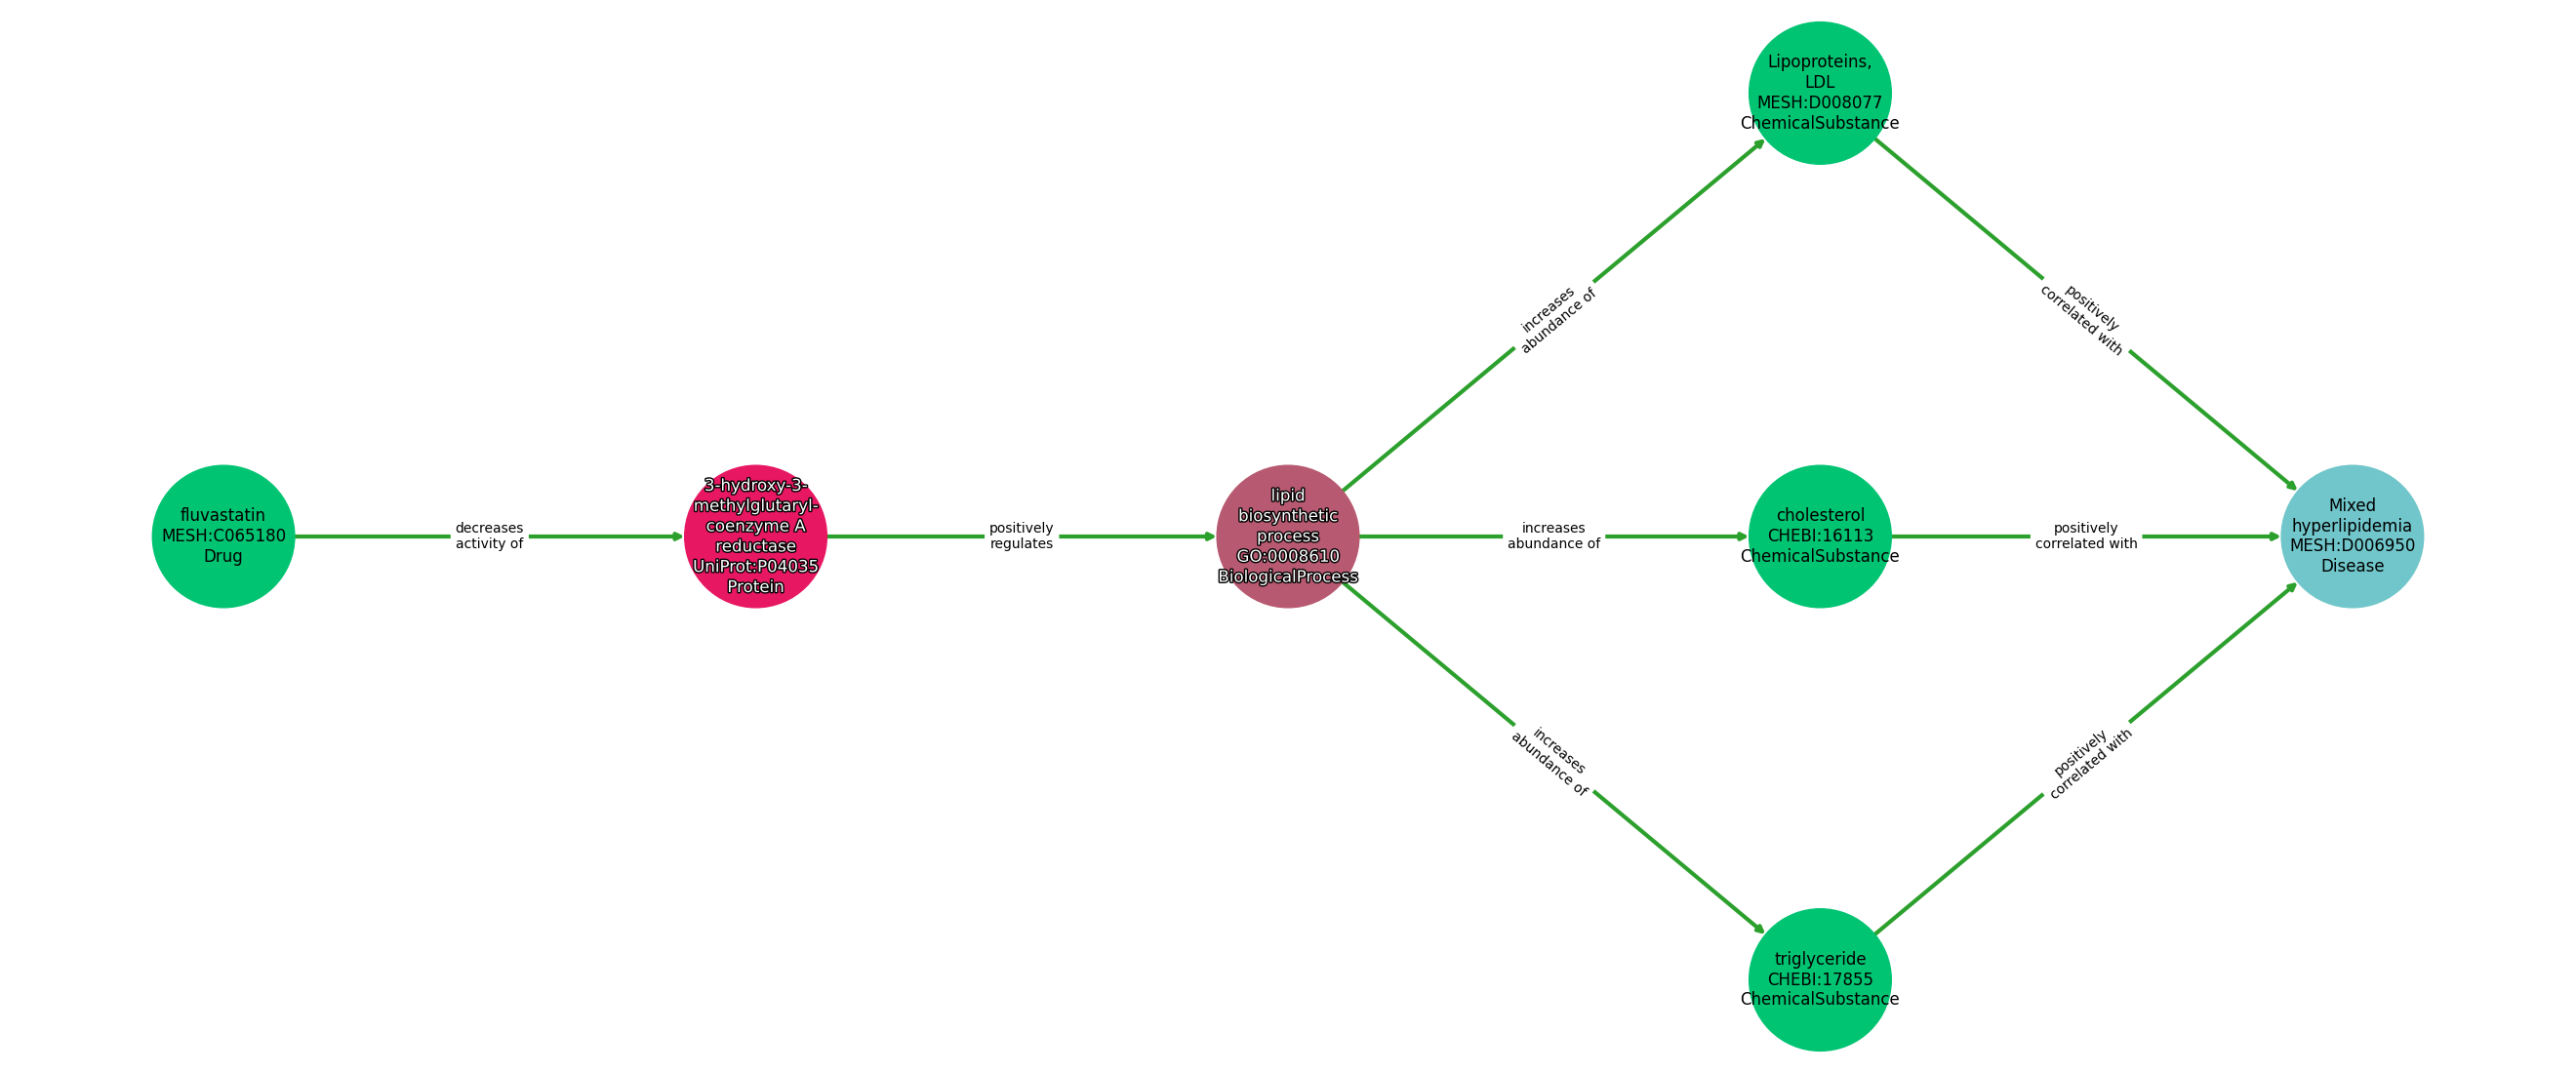 fluvastatin
MESH:C065180
Drug
decreases
activity of
3-hydroxy-3-
methylglutaryl-
coenzyme A
reductase
UniProt:P04035
Protein
positively
regulates
lipid
biosynthetic
process
GO:0008610
BiologicalProcess
increases
abundance of
Lipoproteins,
LDL
MESH:D008077
ChemicalSubstance
positively
correlated with
increases
abundance of
cholesterol
CHEBI:16113
ChemicalSubstance
positively
correlated with
increases
abundance of
triglyceride
CHEBI:17855
ChemicalSubstance
positively
correlated with
Mixed
hyperlipidemia
MESH:D006950
Disease